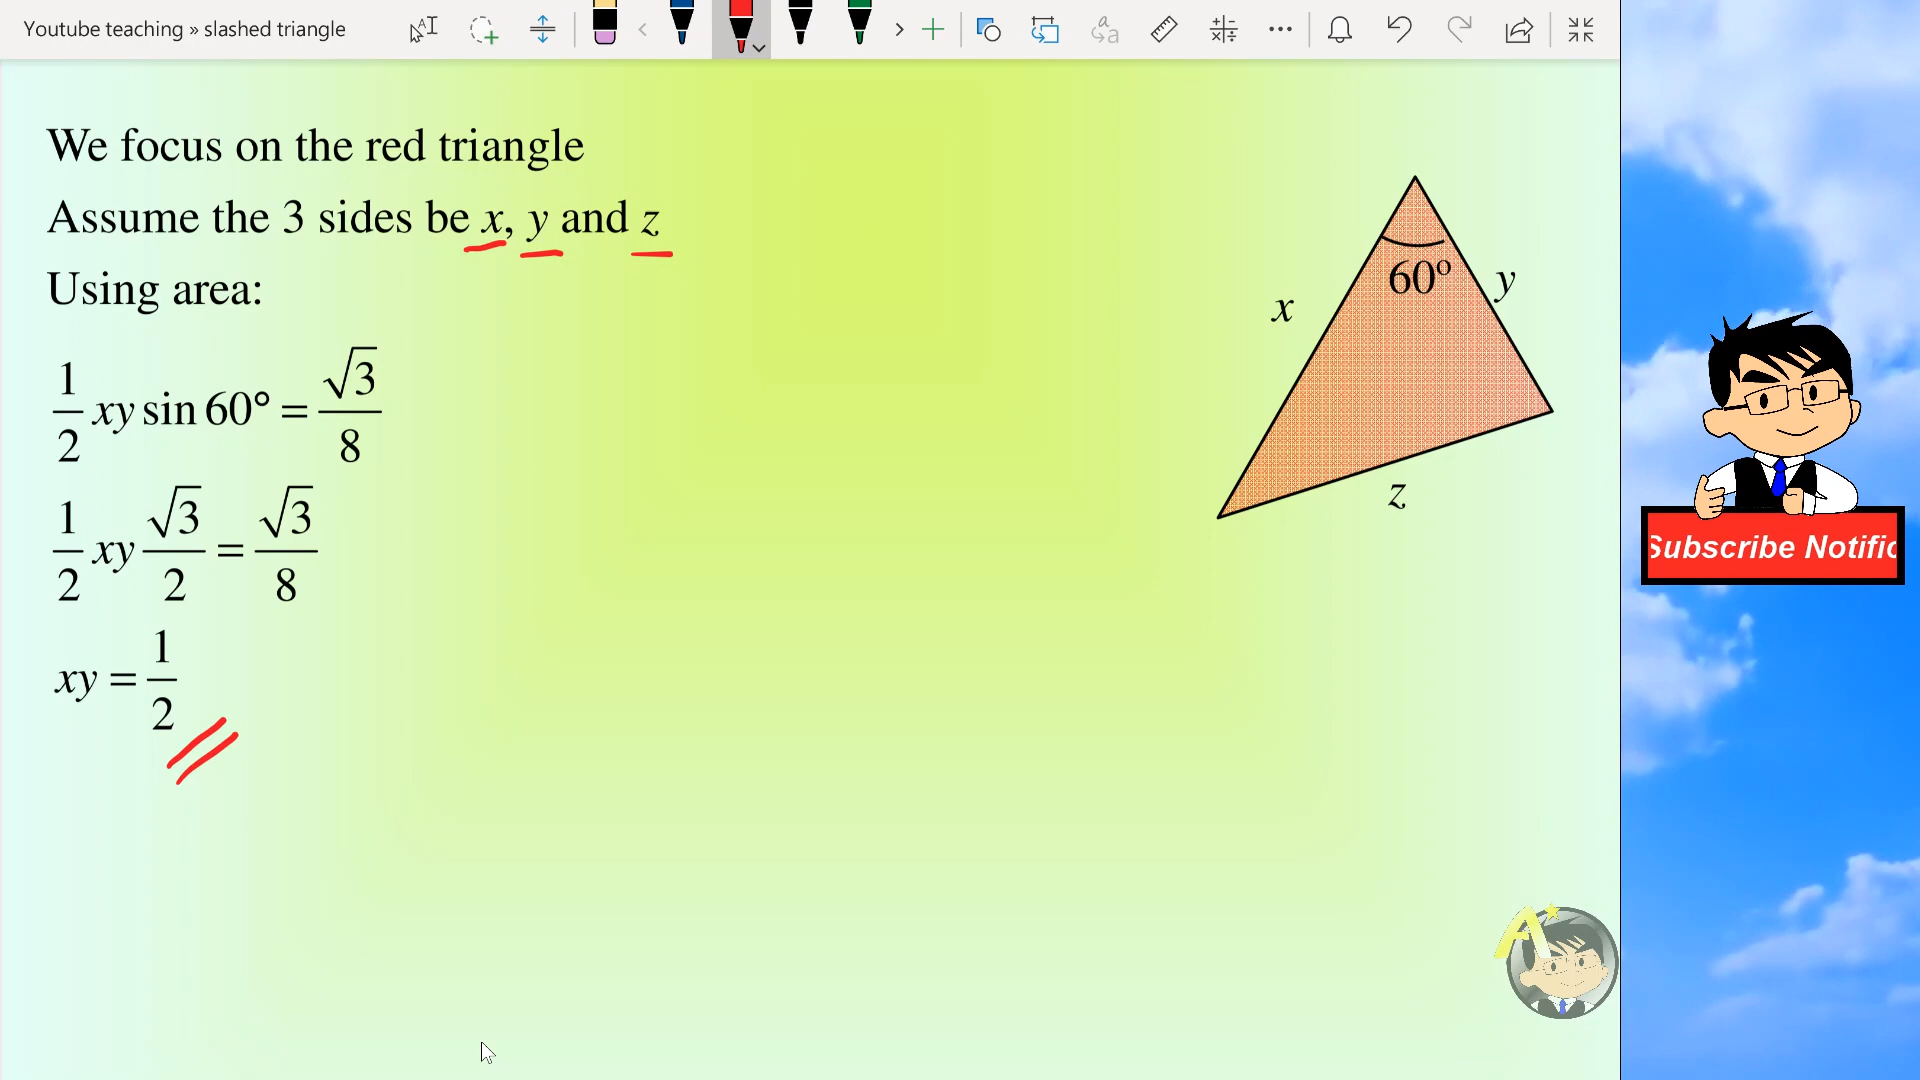 Youtube teaching » slashed triangle
We focus on the red triangle
Assume the 3 sides be x, y and z
Using area:
1/2 xy sin 60° = √3/8
1/2 xy √3/2 = √3/8
xy = 1/2
60º
x
y
z
Subscribe Notific
A